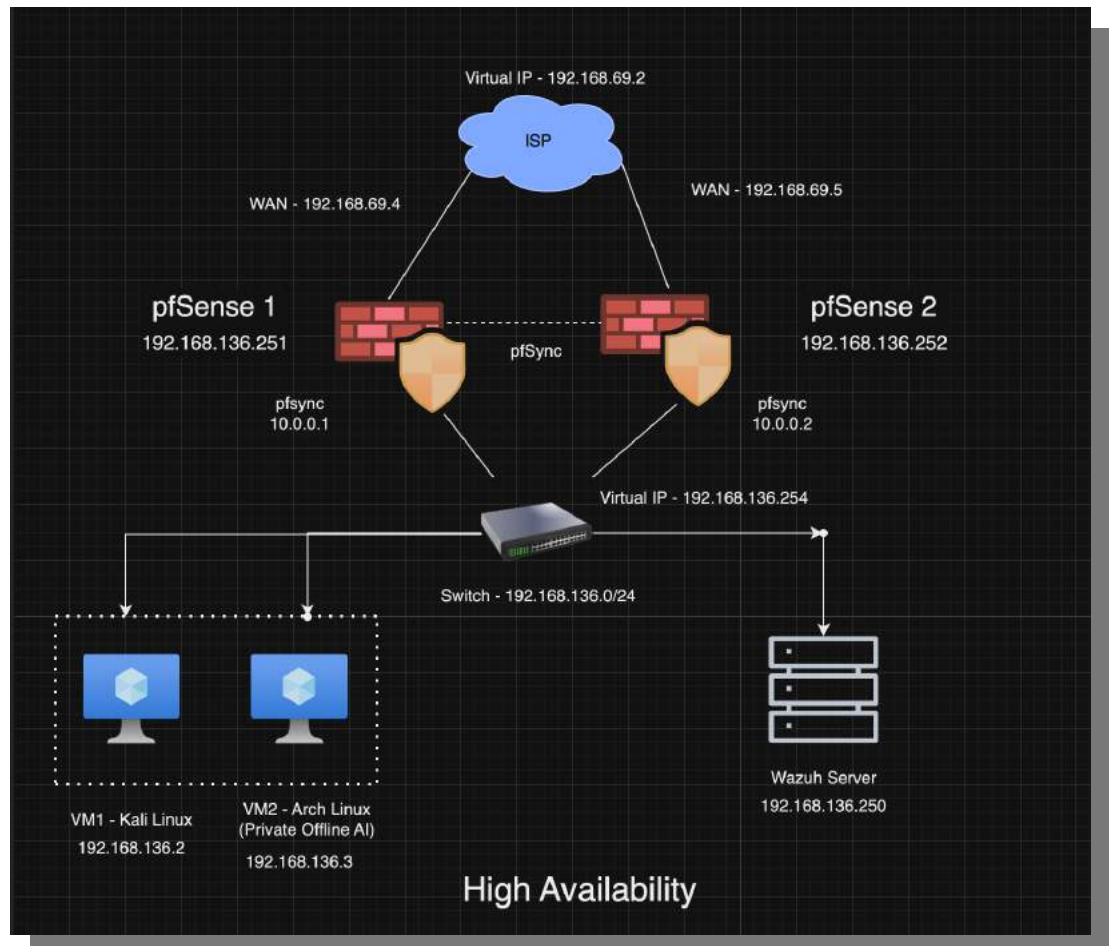 Virtual IP - 192.168.69.2
ISP
WAN - 192.168.69.4
WAN - 192.168.69.5
pfSense 1
192.168.136.251
pfSense 2
192.168.136.252
pfSync
pfsync
10.0.0.1
pfsync
10.0.0.2
Virtual IP - 192.168.136.254
Switch - 192.168.136.0/24
VM1 - Kali Linux
192.168.136.2
VM2 - Arch Linux
(Private Offline AI)
192.168.136.3
Wazuh Server
192.168.136.250
High Availability